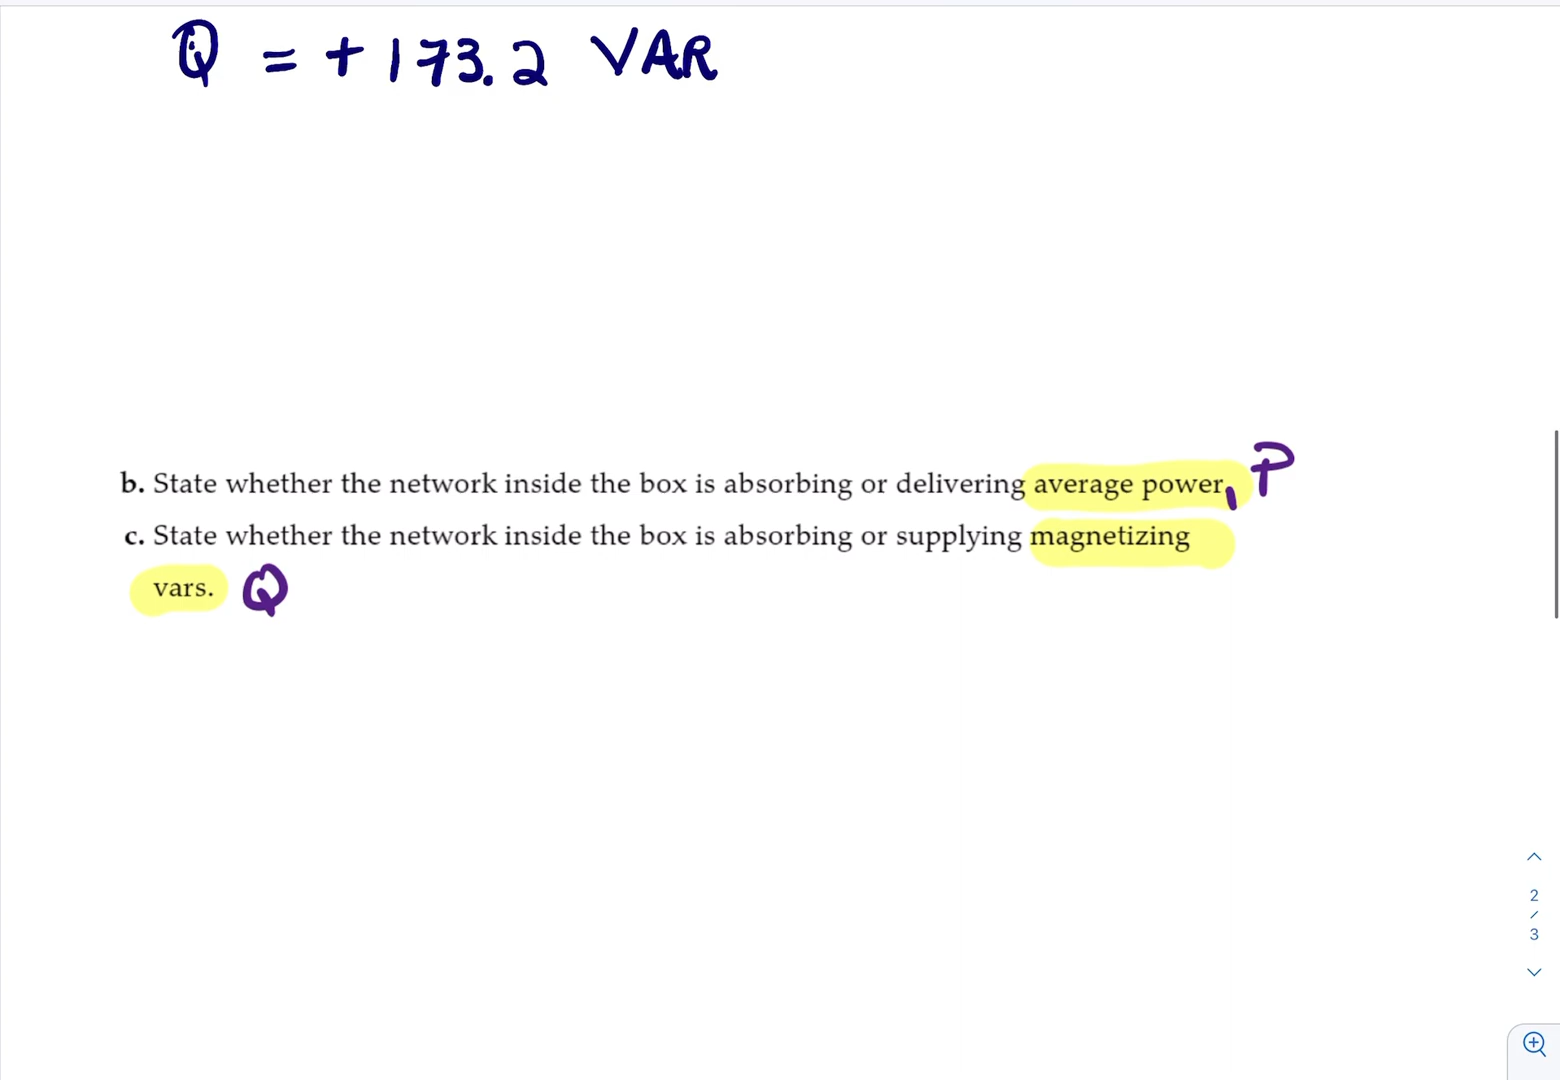 Q = + 173.2 VAR
b. State whether the network inside the box is absorbing or delivering average power, P
c. State whether the network inside the box is absorbing or supplying magnetizing
vars. Q
2
/
3